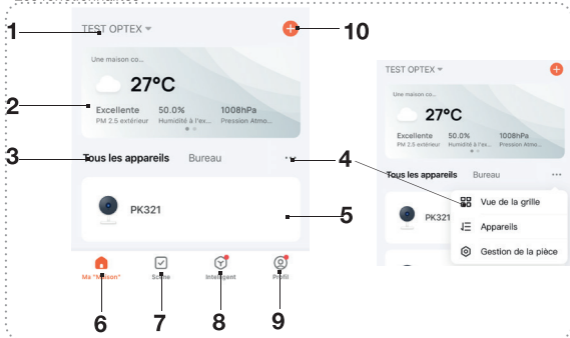 1
TEST OPTEX
10
Une maison co...
27°C
2
Excellente 50.0% 1008hPa
PM 2.5 extérieur Humidité à l'ex... Pression Atmo...
3
Tous les appareils Bureau ...
4
PK321
5
Ma "Maison" Scène Intelligent Profil
6 7 8 9
TEST OPTEX
Une maison co...
27°C
Excellente 50.0% 1008hPa
PM 2.5 extérieur Humidité à l'ex... Pression Atmo...
Tous les appareils Bureau ...
PK321
Vue de la grille
Appareils
Gestion de la pièce